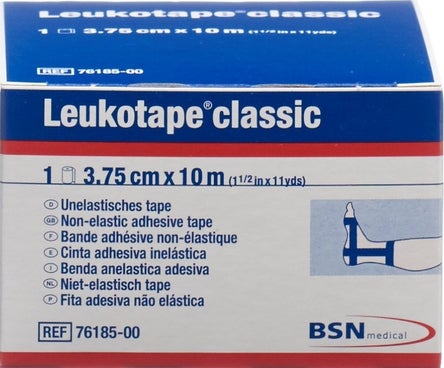 Leukotape® classic
1 3.75 cm x 10 m (1 1/2 in x 11 yds)
REF 76185-00
Leukotape® classic
1 3.75 cm x 10 m (1 1/2 in x 11 yds)
D Unelastisches tape
GB Non-elastic adhesive tape
F Bande adhésive non-élastique
E Cinta adhesiva inelástica
I Benda anelastica adesiva
NL Niet-elastisch tape
P Fita adesiva não elástica
REF 76185-00
BSN medical